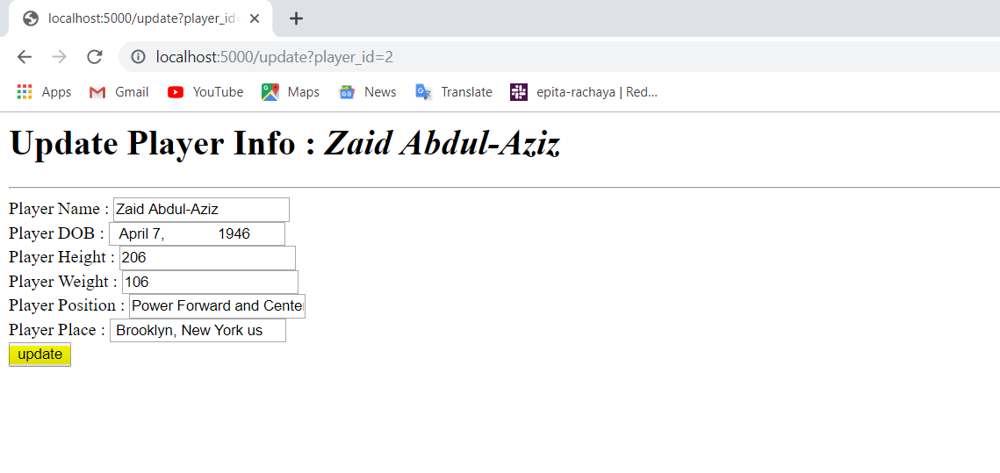 localhost:5000/update?player_id=
localhost:5000/update?player_id=2
Apps Gmail YouTube Maps News Translate epita-rachaya | Red...
Update Player Info : Zaid Abdul-Aziz
Player Name : Zaid Abdul-Aziz
Player DOB : April 7, 1946
Player Height : 206
Player Weight : 106
Player Position : Power Forward and Cente
Player Place : Brooklyn, New York us
update